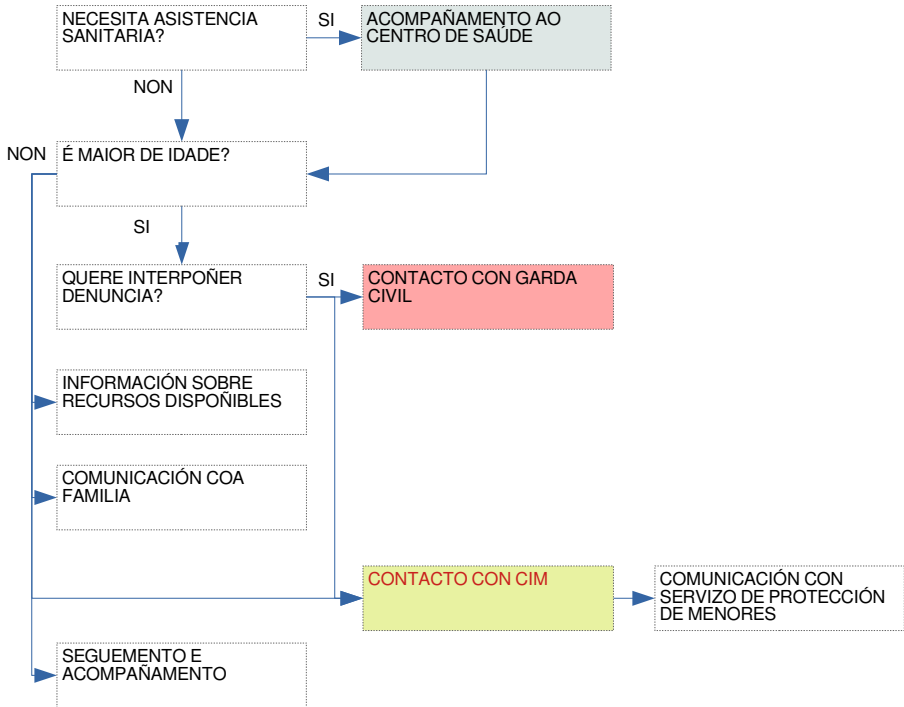 NECESITA ASISTENCIA
SANITARIA?
SI
ACOMPAÑAMENTO AO
CENTRO DE SAÚDE
NON
NON
É MAIOR DE IDADE?
SI
QUERE INTERPOÑER
DENUNCIA?
SI
CONTACTO CON GARDA
CIVIL
INFORMACIÓN SOBRE
RECURSOS DISPOÑIBLES
COMUNICACIÓN COA
FAMILIA
CONTACTO CON CIM
COMUNICACIÓN CON
SERVIZO DE PROTECCIÓN
DE MENORES
SEGUEMENTO E
ACOMPAÑAMENTO